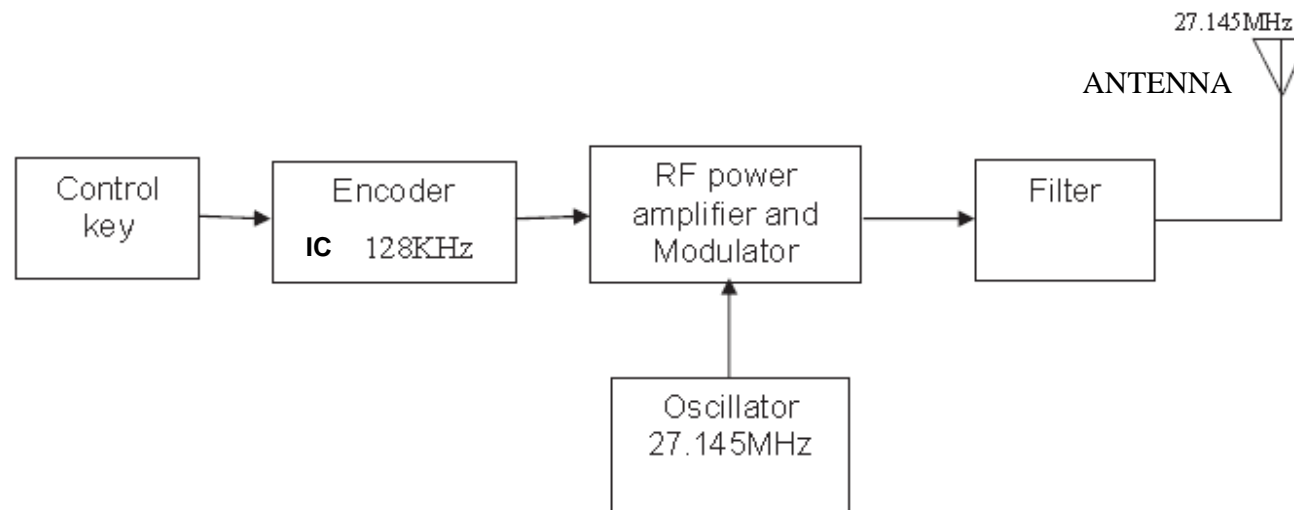 27.145MHz
ANTENNA
Control
key
Encoder
IC 128KHz
RF power
amplifier and
Modulator
Filter
Oscillator
27.145MHz